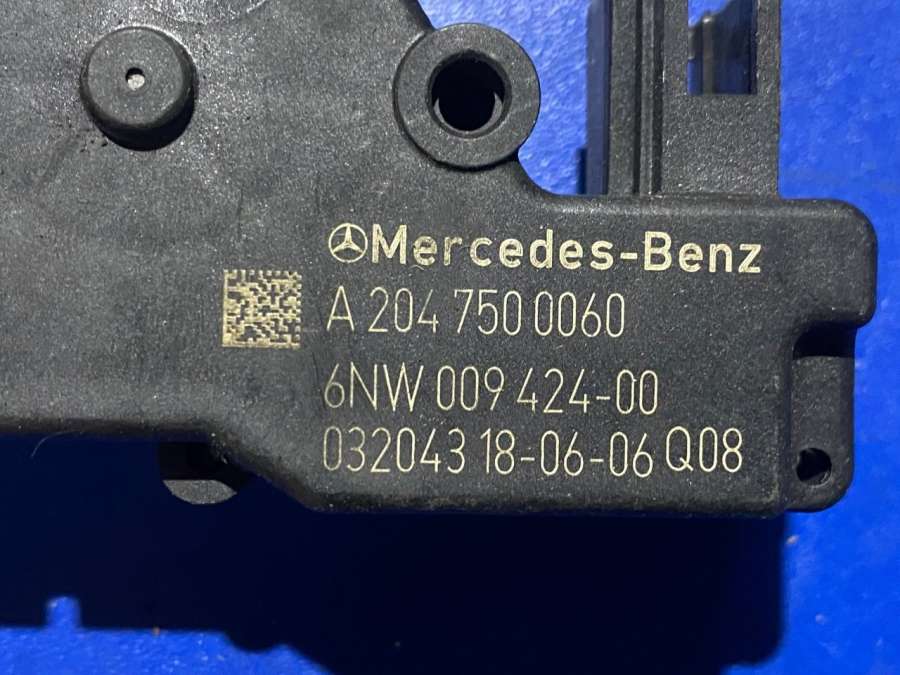 Mercedes-Benz
A 204 750 0060
6NW 009 424-00
032043 18-06-06 Q08